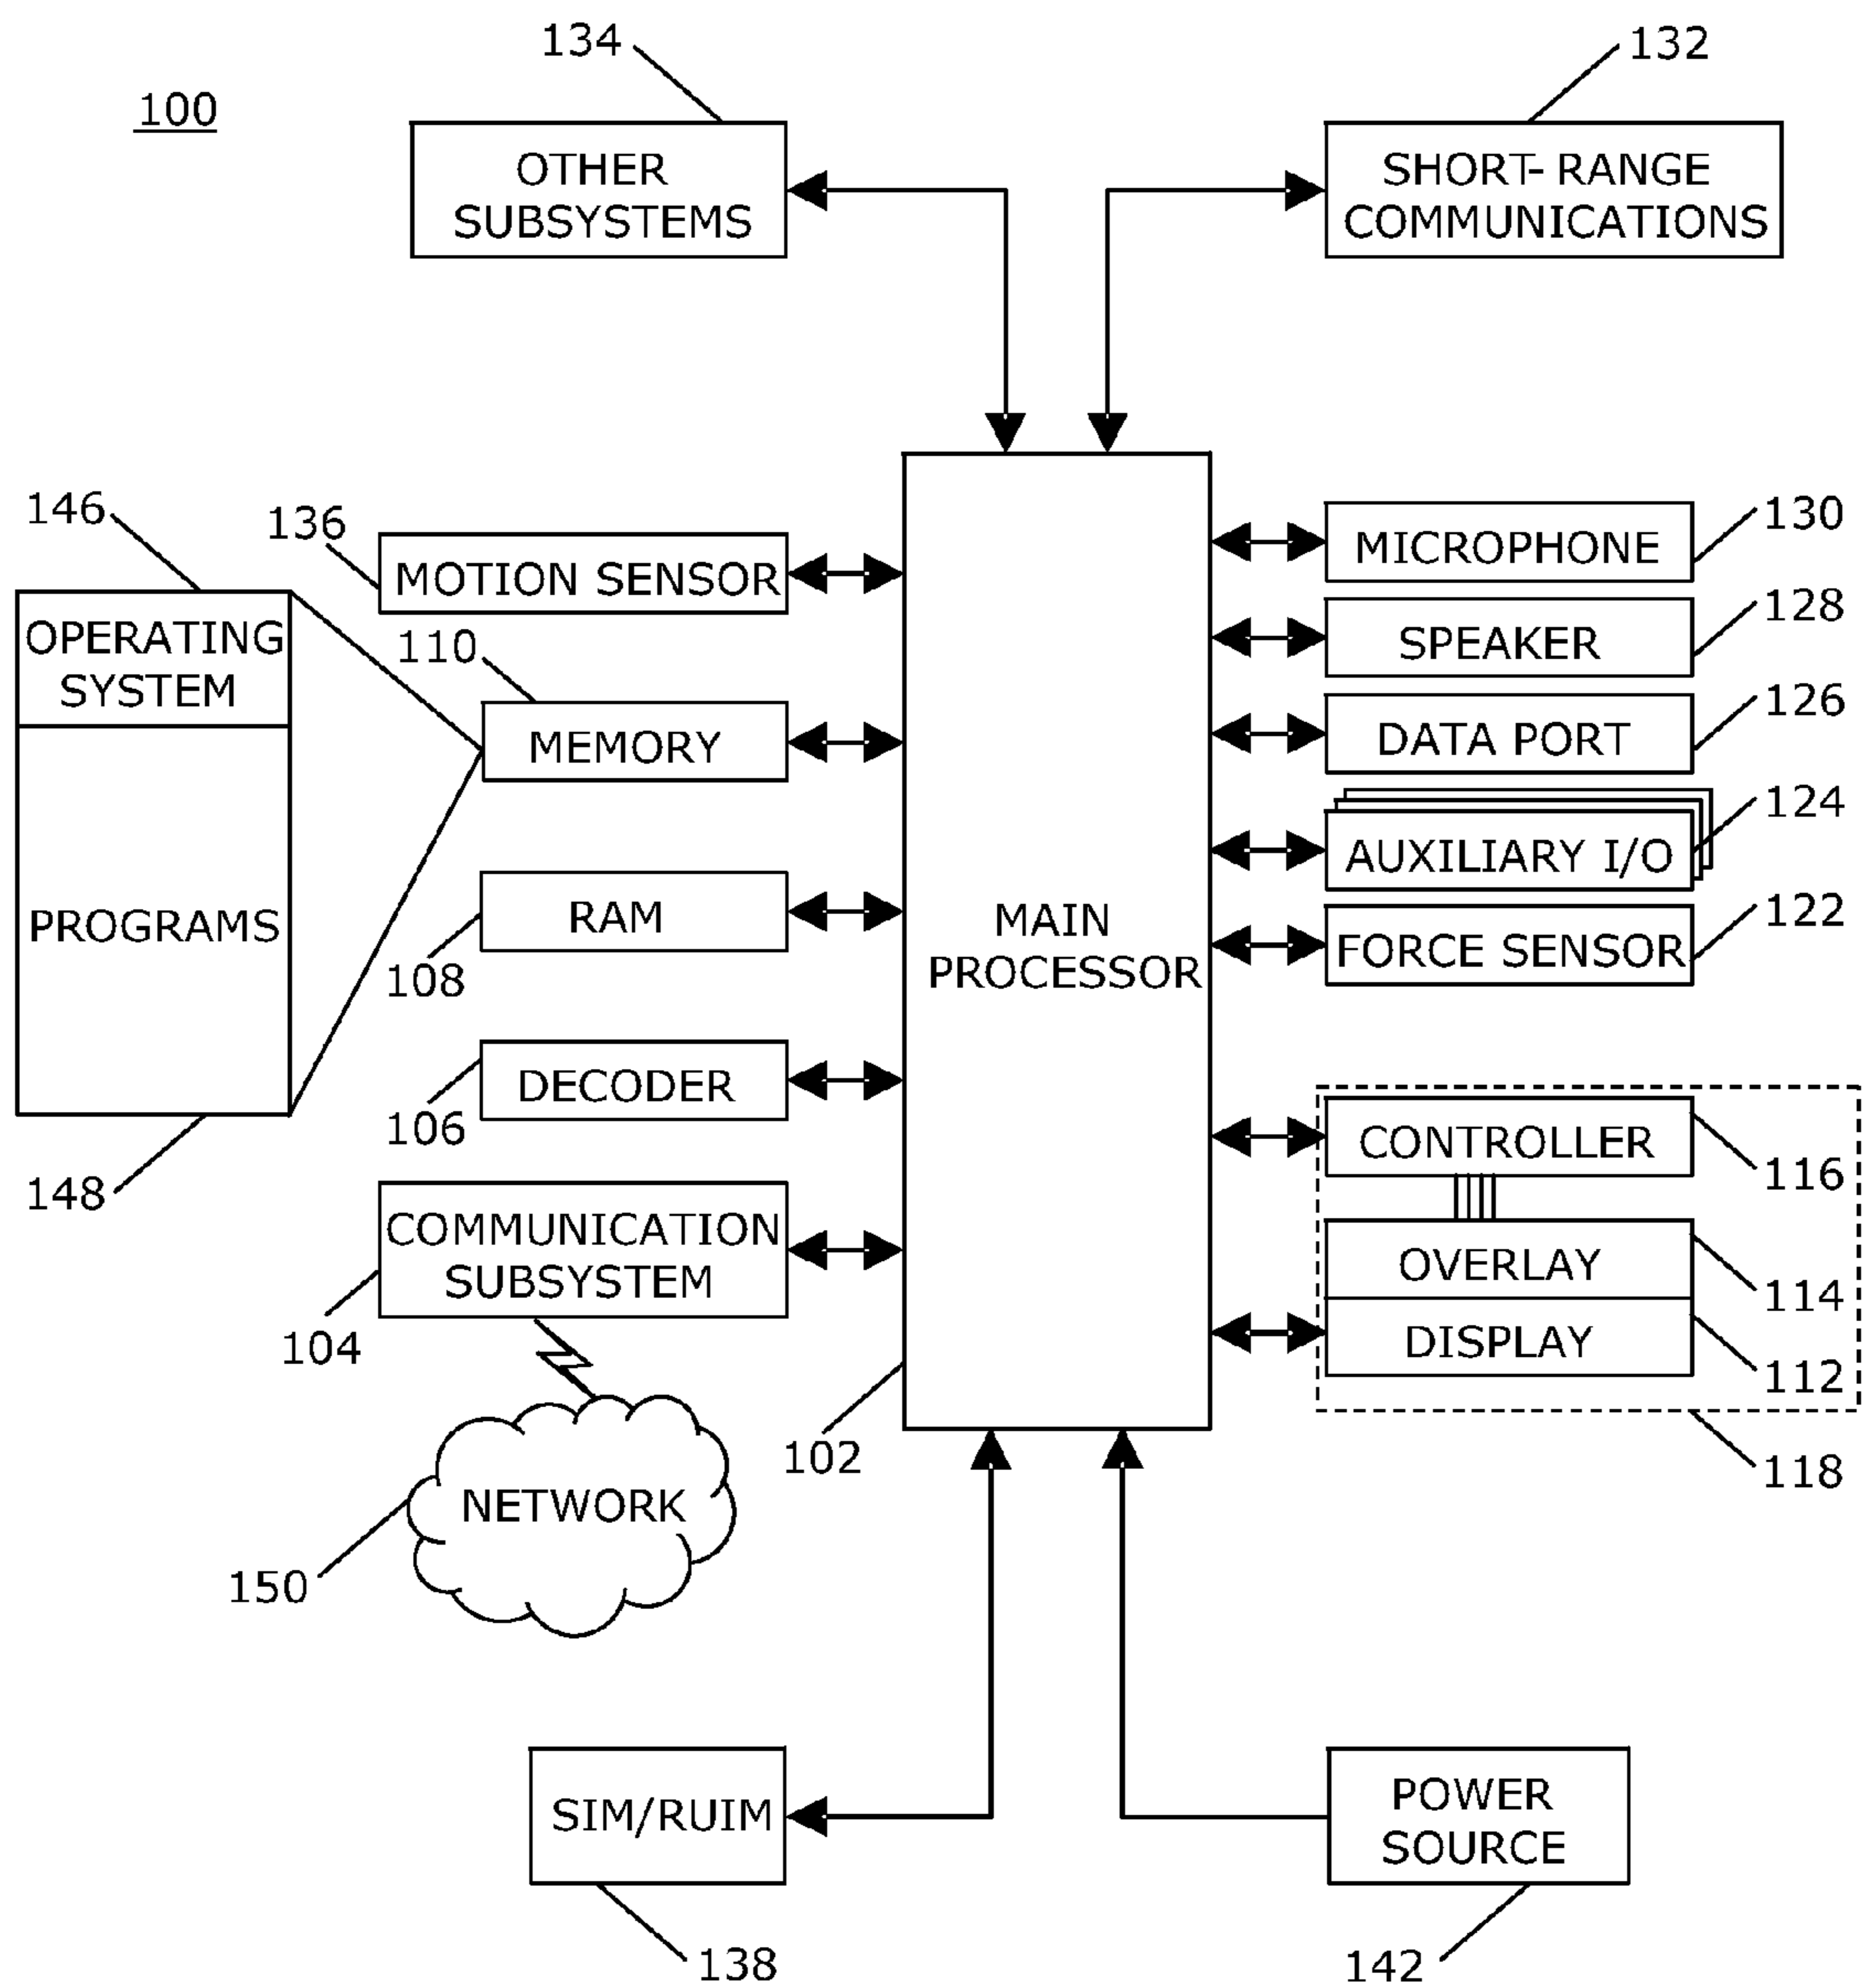 134
132
100
OTHER
SUBSYSTEMS
SHORT-RANGE
COMMUNICATIONS
146
136
MOTION SENSOR
MICROPHONE
130
OPERATING
SYSTEM
110
SPEAKER
128
MEMORY
DATA PORT
126
PROGRAMS
RAM
108
MAIN
PROCESSOR
AUXILIARY I/O
124
FORCE SENSOR
122
DECODER
106
CONTROLLER
116
148
COMMUNICATION
SUBSYSTEM
104
OVERLAY
114
DISPLAY
112
102
118
NETWORK
150
SIM/RUIM
138
POWER
SOURCE
142